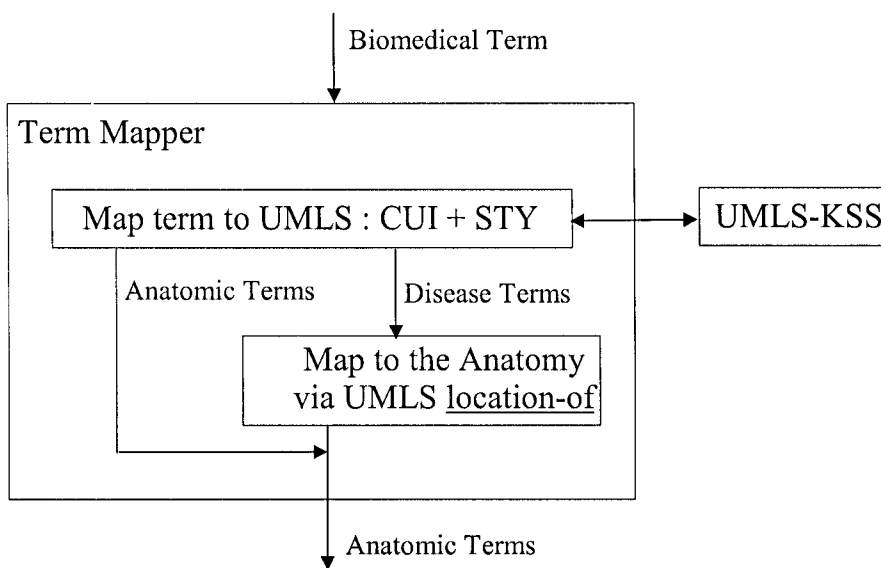 Biomedical Term
Term Mapper
Map term to UMLS : CUI + STY
UMLS-KSS
Anatomic Terms
Disease Terms
Map to the Anatomy
via UMLS location-of
Anatomic Terms